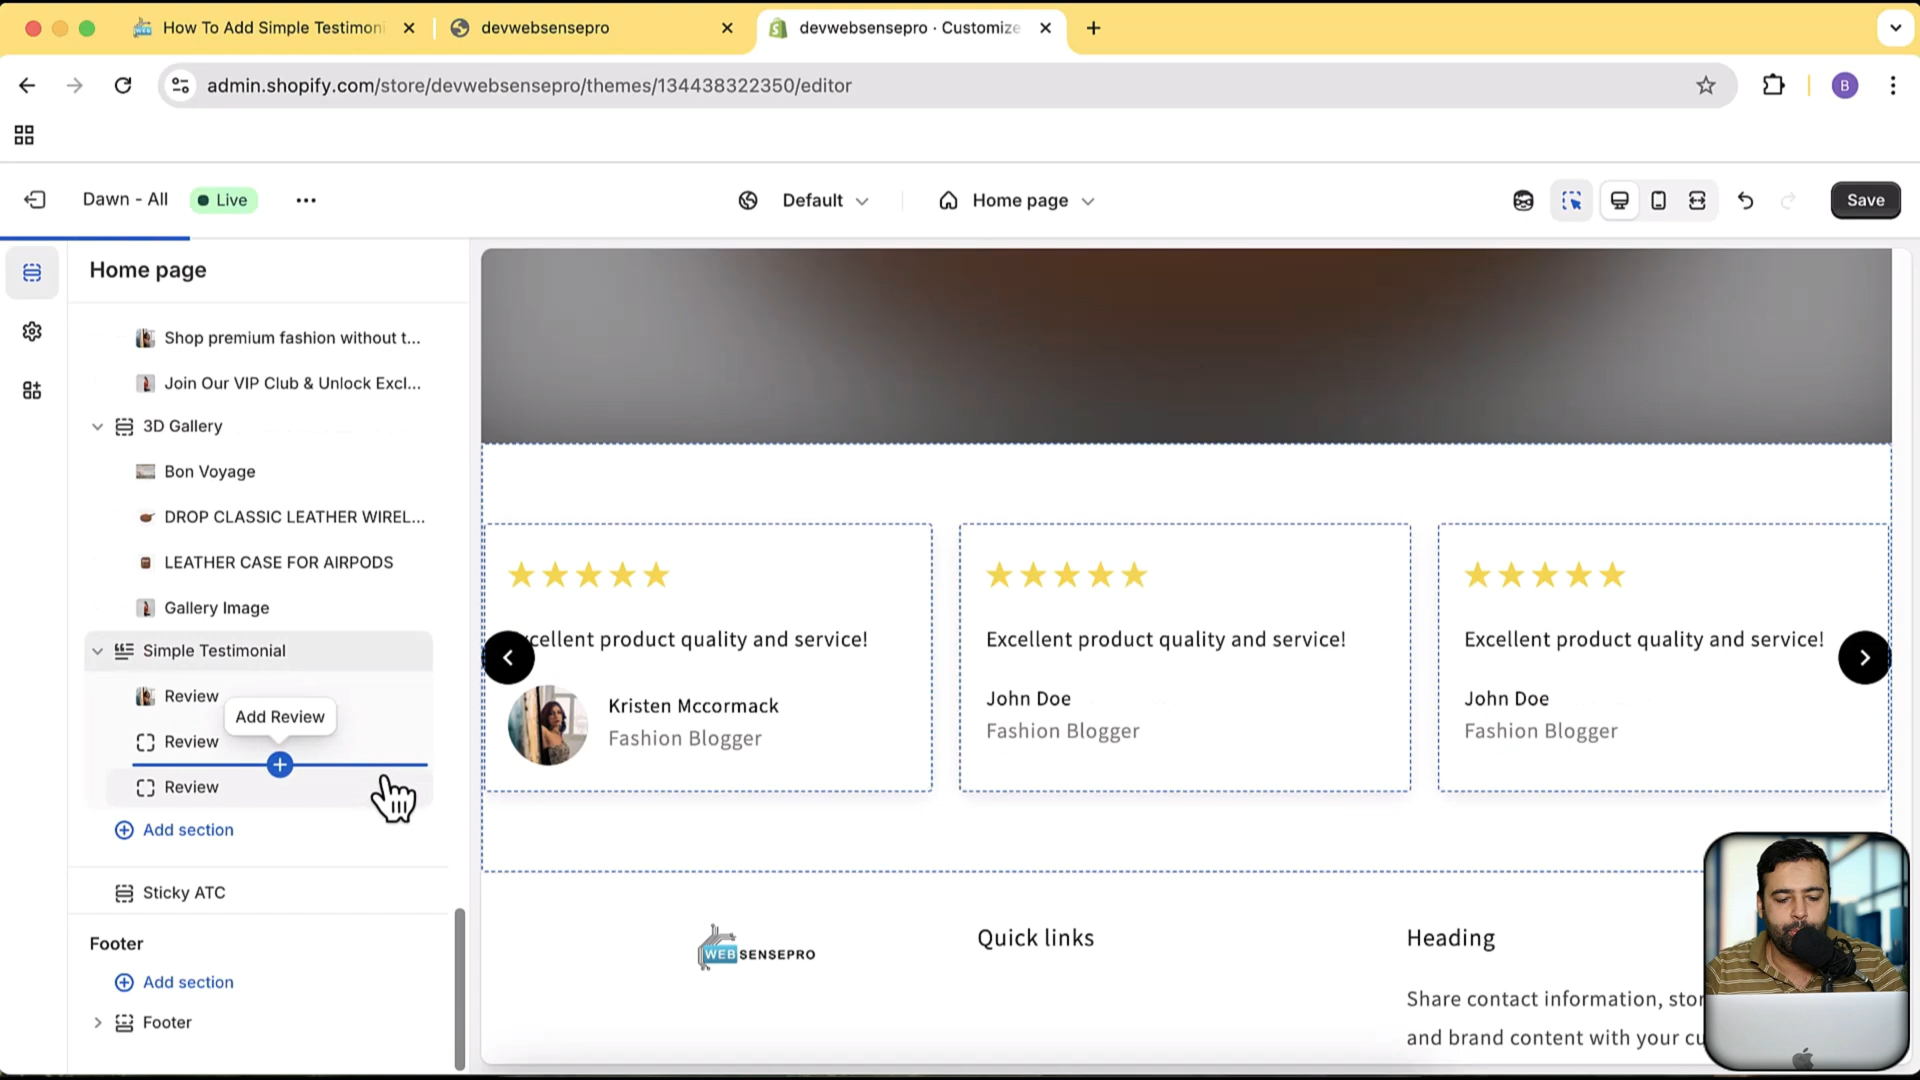 How To Add Simple Testimoni
devwebsensepro
devwebsensepro · Customize
admin.shopify.com/store/devwebsensepro/themes/134438322350/editor
B
Dawn - All
Live
Default
Home page
Save
Home page
Shop premium fashion without t...
Join Our VIP Club & Unlock Excl...
3D Gallery
Bon Voyage
DROP CLASSIC LEATHER WIREL...
LEATHER CASE FOR AIRPODS
Gallery Image
Simple Testimonial
Review
Add Review
Review
Review
Add section
Sticky ATC
Footer
Add section
Footer
xcellent product quality and service!
Kristen Mccormack
Fashion Blogger
Excellent product quality and service!
John Doe
Fashion Blogger
Excellent product quality and service!
John Doe
Fashion Blogger
WEBSENSEPRO
Quick links
Heading
Share contact information, stor
and brand content with your cu